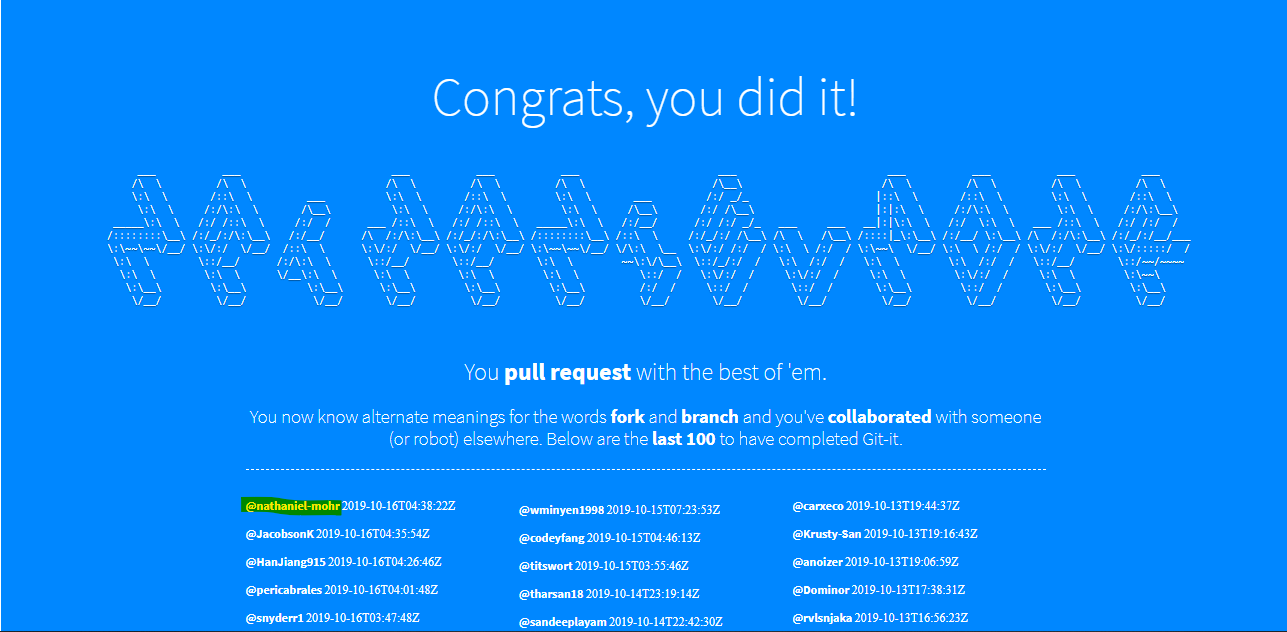 Congrats, you did it!
You pull request with the best of 'em.
You now know alternate meanings for the words fork and branch and you've collaborated with someone
(or robot) elsewhere. Below are the last 100 to have completed Git-it.
@nathaniel-mohr 2019-10-16T04:38:22Z
@JacobsonK 2019-10-16T04:35:54Z
@HanJiang915 2019-10-16T04:26:46Z
@pericabrales 2019-10-16T04:01:48Z
@snyderr1 2019-10-16T03:47:48Z
@wminyen1998 2019-10-15T07:23:53Z
@codeyfang 2019-10-15T04:46:13Z
@titswort 2019-10-15T03:55:46Z
@tharsan18 2019-10-14T23:19:14Z
@sandeeplayam 2019-10-14T22:42:30Z
@carxeco 2019-10-13T19:44:37Z
@Krusty-San 2019-10-13T19:16:43Z
@anoizer 2019-10-13T19:06:59Z
@Dominor 2019-10-13T17:38:31Z
@rvlsnjaka 2019-10-13T16:56:23Z